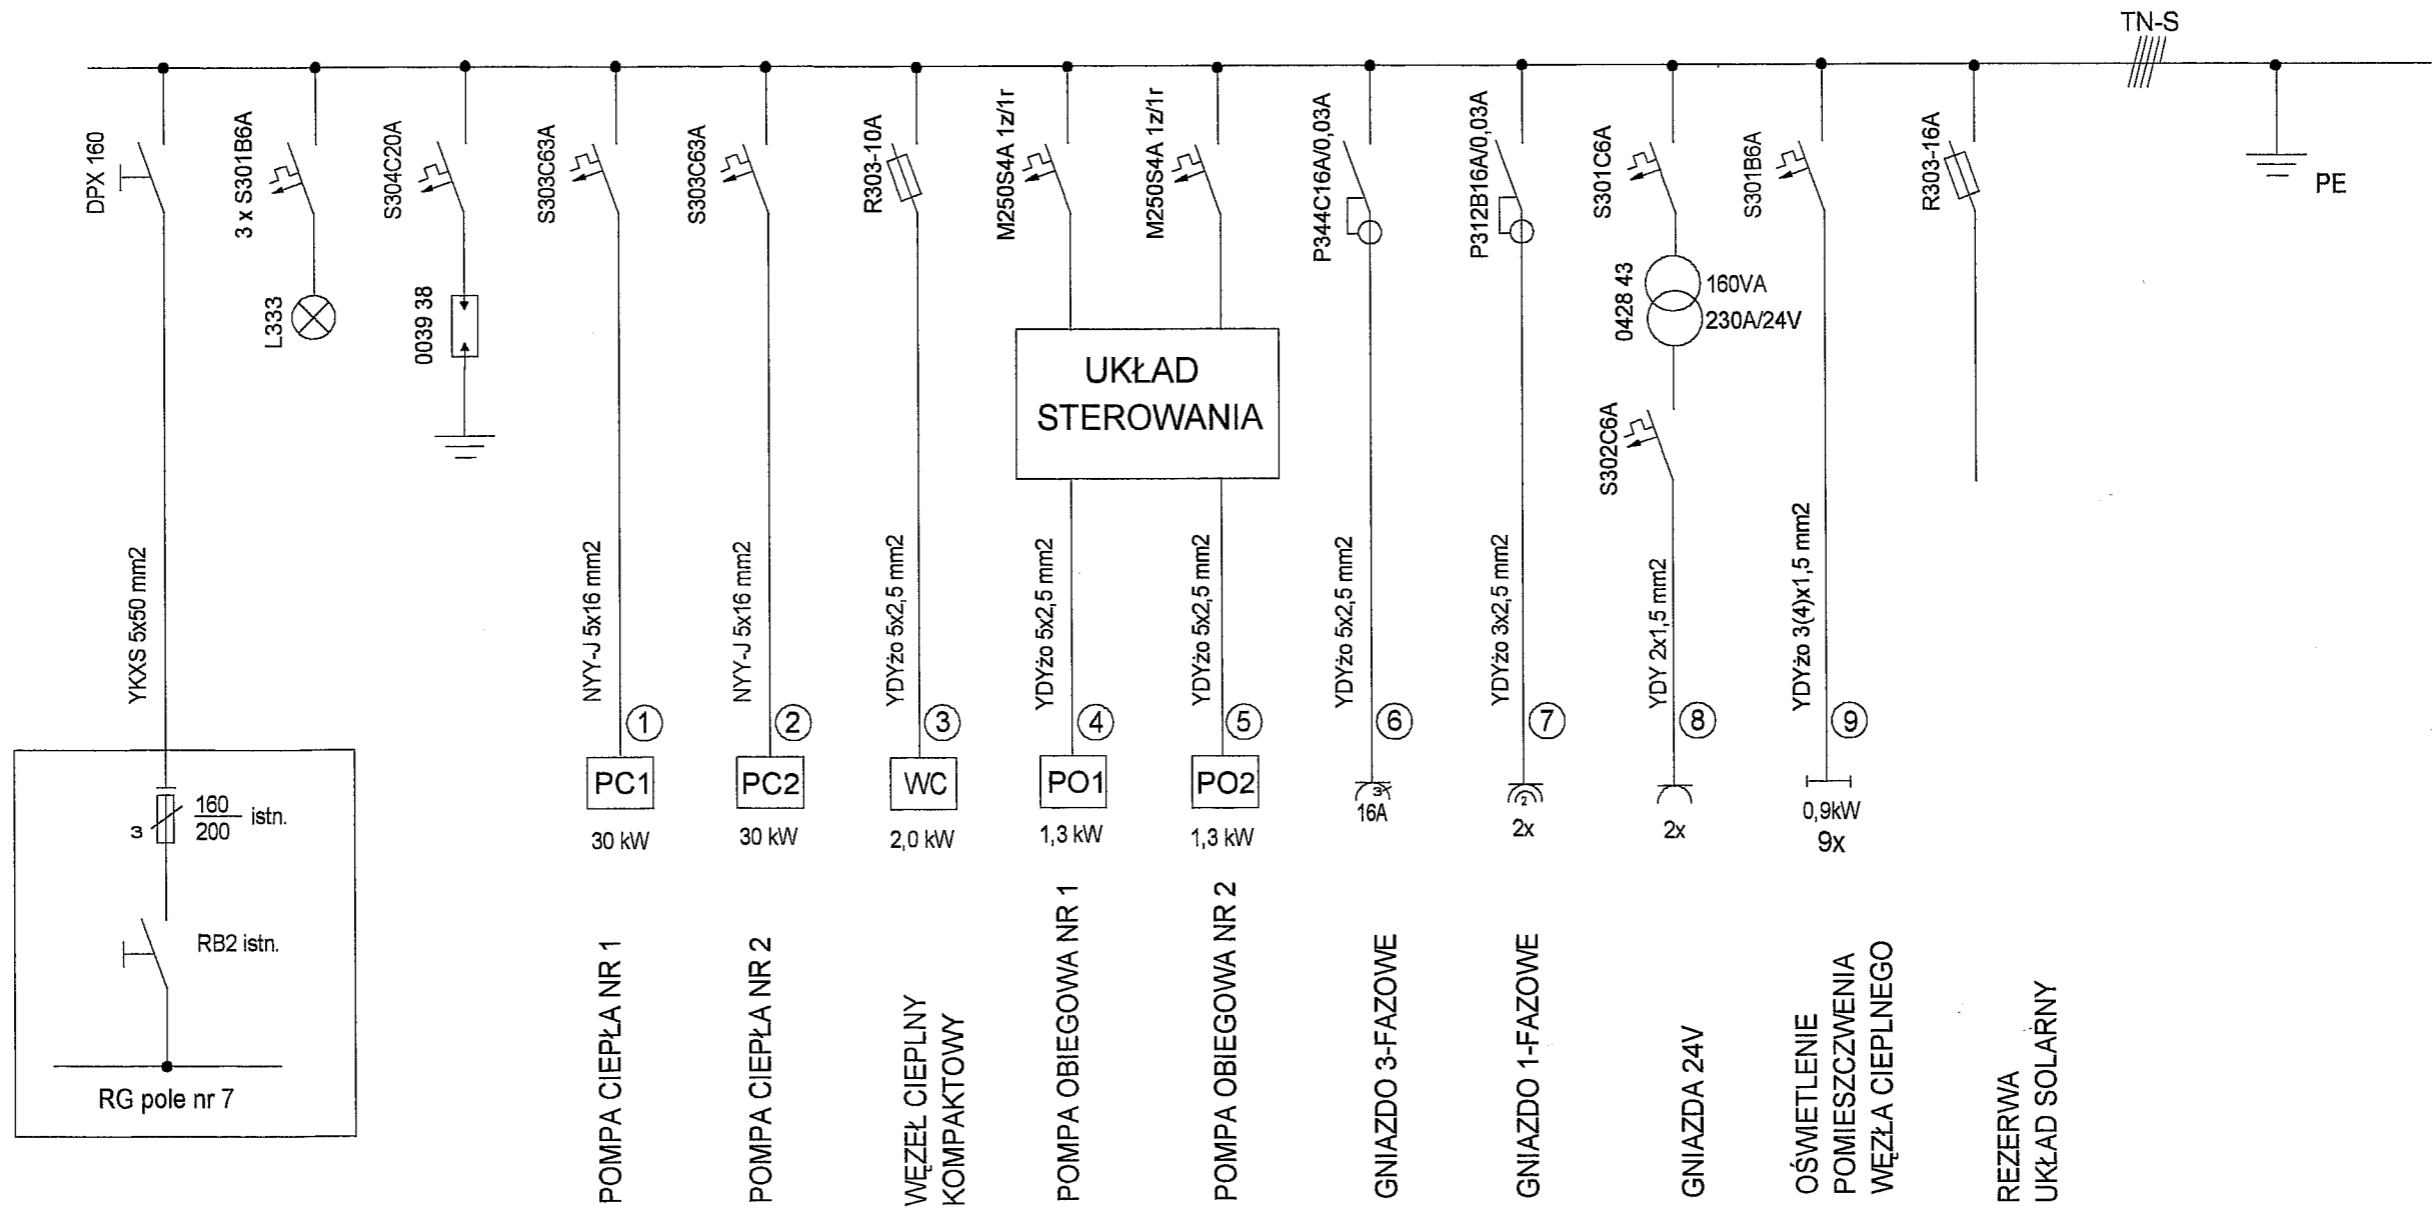 TN-S
PE
DPX 160
YKXS 5x50 mm2
3
160
200
istn.
RB2 istn.
RG pole nr 7
3 x S301B6A
L333
S304C20A
0039 38
S303C63A
NYY-J 5x16 mm2
1
PC1
30 kW
POMPA CIEPŁA NR 1
S303C63A
NYY-J 5x16 mm2
2
PC2
30 kW
POMPA CIEPŁA NR 2
R303-10A
YDYżo 5x2,5 mm2
3
WC
2,0 kW
WĘZEŁ CIEPLNY
KOMPAKTOWY
M250S4A 1z/1r
M250S4A 1z/1r
UKŁAD
STEROWANIA
YDYżo 5x2,5 mm2
4
PO1
1,3 kW
POMPA OBIEGOWA NR 1
YDYżo 5x2,5 mm2
5
PO2
1,3 kW
POMPA OBIEGOWA NR 2
P344C16A/0,03A
YDYżo 5x2,5 mm2
6
3
16A
GNIAZDO 3-FAZOWE
P312B16A/0,03A
YDYżo 3x2,5 mm2
7
2
2x
GNIAZDO 1-FAZOWE
S301C6A
0428 43
160VA
230A/24V
S302C6A
YDY 2x1,5 mm2
8
2x
GNIAZDA 24V
S301B6A
YDYżo 3(4)x1,5 mm2
9
0,9kW
9x
OŚWIETLENIE
POMIESZCZWENIA
WĘZŁA CIEPLNEGO
R303-16A
REZERWA
UKŁAD SOLARNY